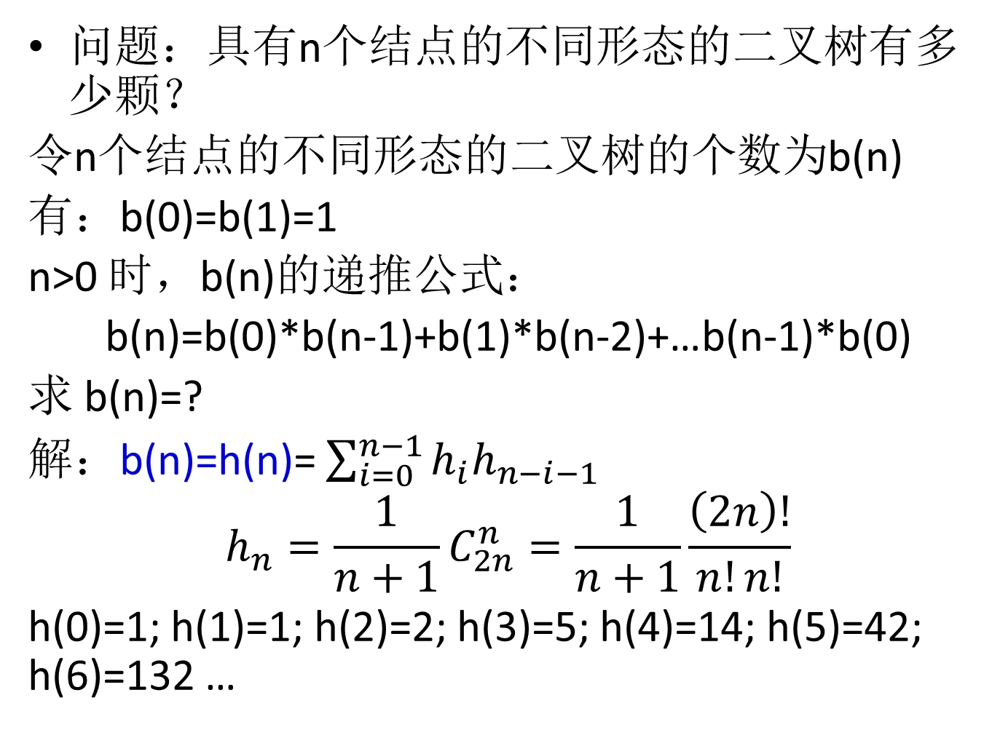 • 问题：具有n个结点的不同形态的二叉树有多
少颗？
令n个结点的不同形态的二叉树的个数为b(n)
有：b(0)=b(1)=1
n>0 时，b(n)的递推公式：
b(n)=b(0)*b(n-1)+b(1)*b(n-2)+…b(n-1)*b(0)
求 b(n)=?
解：b(n)=h(n)= $\sum_{i=0}^{n-1} h_i h_{n-i-1}$
$h_n = \frac{1}{n+1} C_{2n}^{n} = \frac{1}{n+1} \frac{(2n)!}{n!\,n!}$
h(0)=1; h(1)=1; h(2)=2; h(3)=5; h(4)=14; h(5)=42;
h(6)=132 …